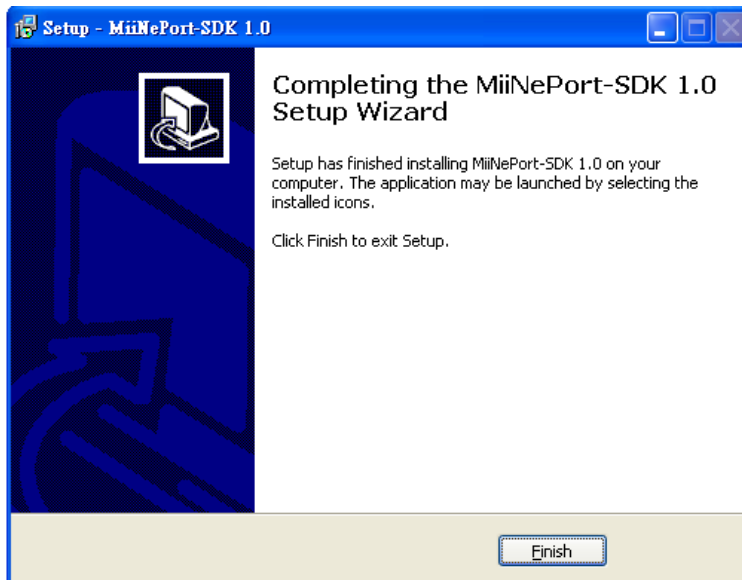 Setup - MiiNePort-SDK 1.0
Completing the MiiNePort-SDK 1.0
Setup Wizard
Setup has finished installing MiiNePort-SDK 1.0 on your
computer. The application may be launched by selecting the
installed icons.
Click Finish to exit Setup.
Finish